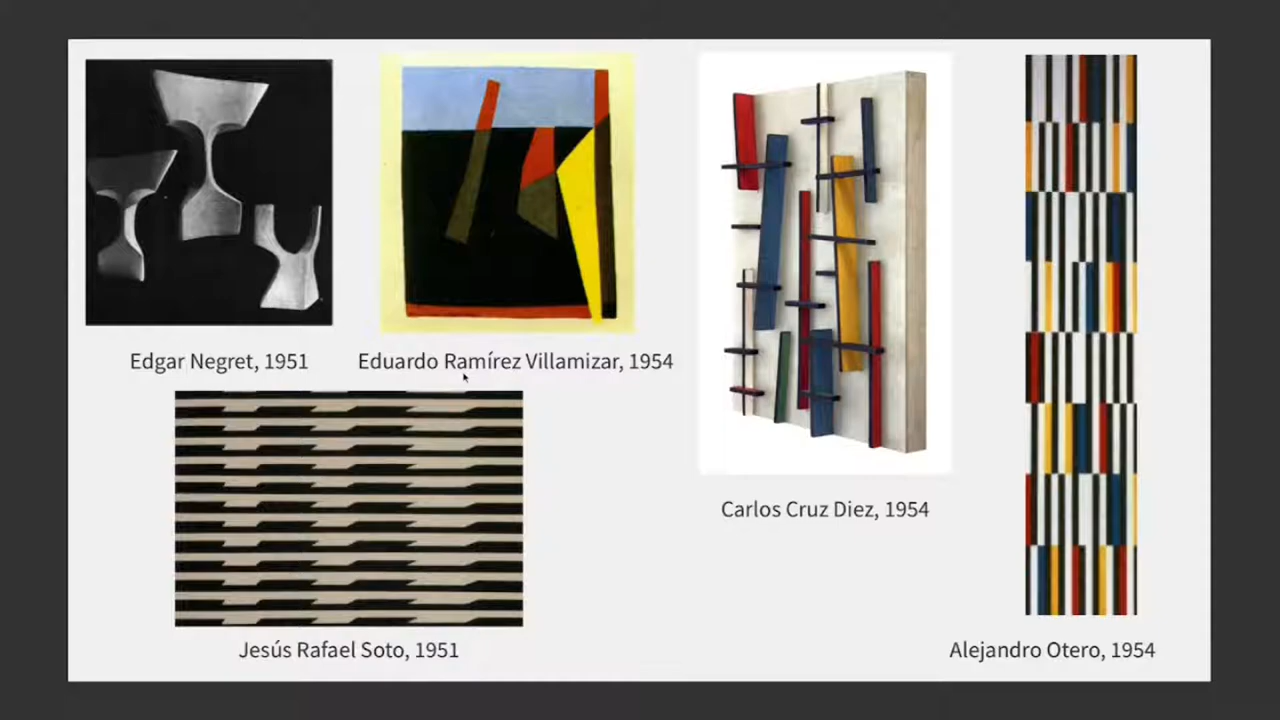 Edgar Negret, 1951
Eduardo Ramírez Villamizar, 1954
Carlos Cruz Diez, 1954
Jesús Rafael Soto, 1951
Alejandro Otero, 1954